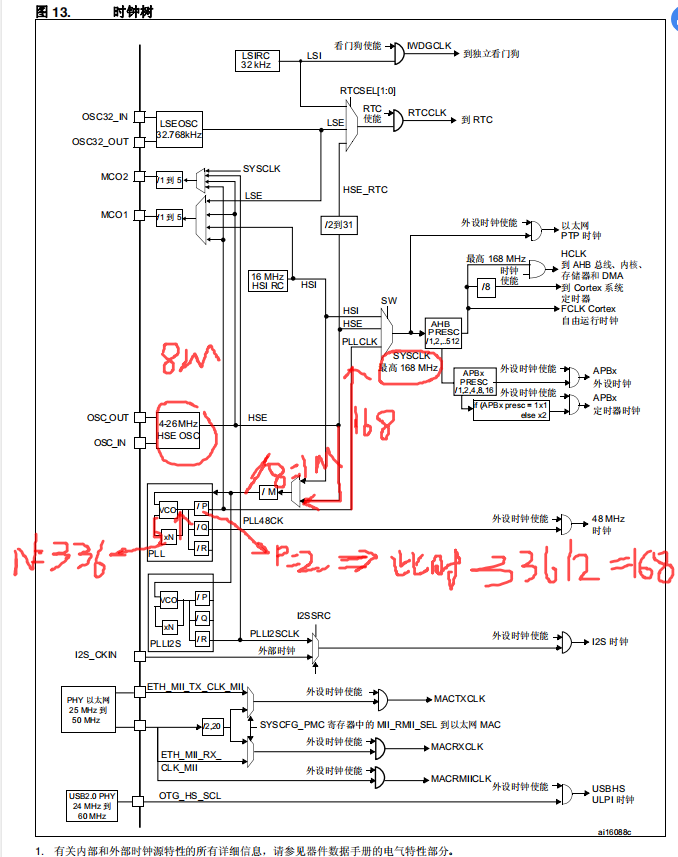 图 13. 时钟树
看门狗使能
IWDGCLK
到独立看门狗
LSIRC
32 kHz
LSI
RTCSEL[1:0]
OSC32_IN
LSEOSC
32.768kHz
OSC32_OUT
LSE
RTC
使能
RTCCLK
到 RTC
MCO2
/1 到 5
SYSCLK
LSE
HSE_RTC
MCO1
/1 到 5
/2到31
外设时钟使能
以太网
PTP 时钟
16 MHz
HSI RC
HSI
最高 168 MHz
时钟
使能
HCLK
到 AHB 总线、内核、
存储器和 DMA
/8
到 Cortex 系统
定时器
FCLK Cortex
自由运行时钟
SW
HSI
HSE
PLLCLK
AHB
PRESC
/1,2,..512
SYSCLK
最高 168 MHz
8M
APBx
PRESC
/1,2,4,8,16
外设时钟使能
APBx
外设时钟
外设时钟使能
if (APBx presc = 1x1
else x2
APBx
定时器时钟
OSC_OUT
4-26MHz
HSE OSC
OSC_IN
HSE
168
/8=1M
/ M
VCO
xN
/ P
/ Q
/ R
PLL
PLL48CK
外设时钟使能
48 MHz
时钟
N=336
P=2 => 此时 336/2=168
VCO
xN
/ P
/ Q
/ R
PLLI2S
I2SSRC
PLLI2SCLK
外部时钟
外设时钟使能
I2S 时钟
I2S_CKIN
PHY 以太网
25 MHz 到
50 MHz
ETH_MII_TX_CLK_MII
外设时钟使能
MACTXCLK
/2,20
SYSCFG_PMC 寄存器中的 MII_RMII_SEL 到以太网 MAC
外设时钟使能
MACRXCLK
ETH_MII_RX_
CLK_MII
外设时钟使能
MACRMIICLK
USB2.0 PHY
24 MHz 到
60 MHz
OTG_HS_SCL
外设时钟使能
USBHS
ULPI 时钟
ai16088c
1. 有关内部和外部时钟源特性的所有详细信息，请参见器件数据手册的电气特性部分。